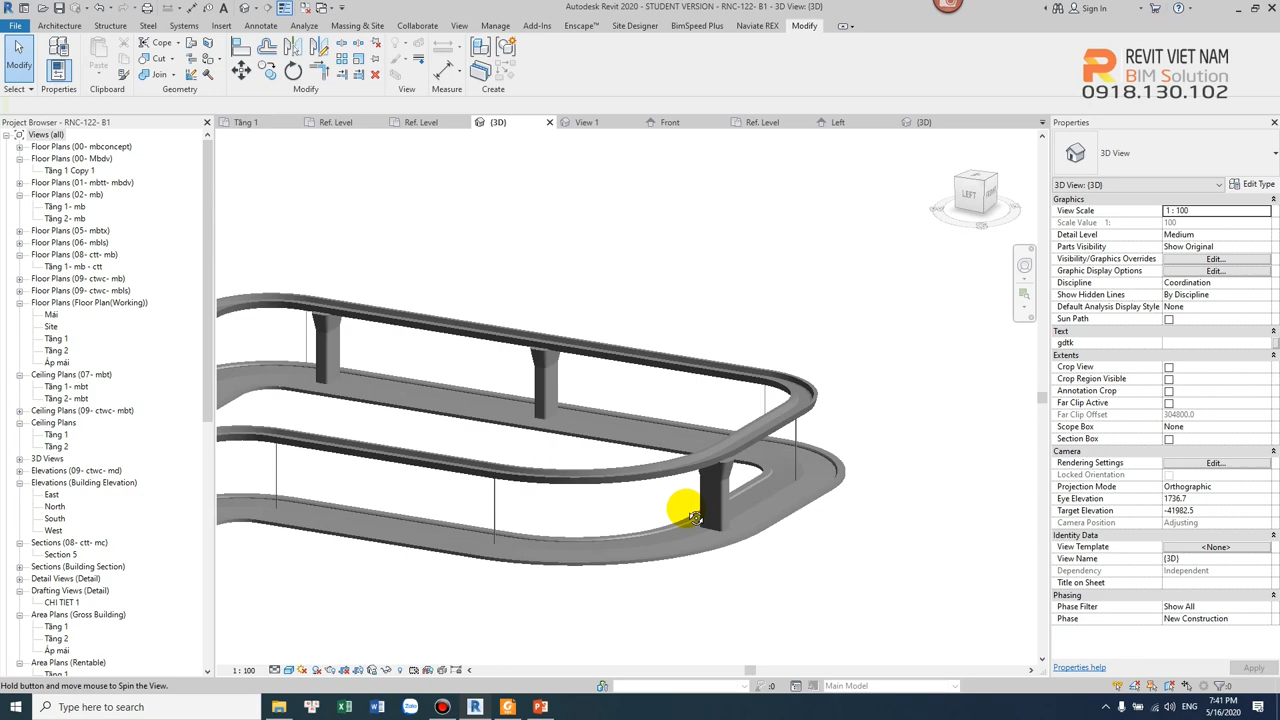 Autodesk Revit 2020 - STUDENT VERSION - RNC-122- B1 - 3D View: {3D}
Sign In
File Architecture Structure Steel Systems Insert Annotate Analyze Massing & Site Collaborate View Manage Add-Ins Enscape™ Site Designer BimSpeed Plus Naviate REX Modify
Modify
Properties
Paste
Cope
Cut
Join
Select Properties Clipboard Geometry Modify View Measure Create
REVIT VIET NAM
BIM Solution
0918.130.102
Project Browser - RNC-122- B1
Tầng 1 Ref. Level Ref. Level {3D} View 1 Front Ref. Level Left {3D}
Views (all)
Floor Plans (00- mbconcept)
Floor Plans (00- Mbdv)
Tầng 1 Copy 1
Floor Plans (01- mbtt- mbdv)
Floor Plans (02- mb)
Tầng 1- mb
Tầng 2- mb
Floor Plans (05- mbtx)
Floor Plans (06- mbls)
Floor Plans (08- ctt- mb)
Tầng 1- mb - ctt
Floor Plans (09- ctwc- mb)
Floor Plans (09- ctwc- mbls)
Floor Plans (Floor Plan(Working))
Mái
Site
Tầng 1
Tầng 2
Áp mái
Ceiling Plans (07- mbt)
Tầng 1- mbt
Tầng 2- mbt
Ceiling Plans (09- ctwc- mbt)
Ceiling Plans
Tầng 1
Tầng 2
3D Views
Elevations (09- ctwc- md)
Elevations (Building Elevation)
East
North
South
West
Sections (08- ctt- mc)
Section 5
Sections (Building Section)
Detail Views (Detail)
Drafting Views (Detail)
CHI TIET 1
Area Plans (Gross Building)
Tầng 1
Tầng 2
Áp mái
Area Plans (Rentable)
Tầng 1
LEFT
Properties
3D View
3D View: {3D} Edit Type
Graphics
View Scale 1 : 100
Scale Value 1: 100
Detail Level Medium
Parts Visibility Show Original
Visibility/Graphics Overrides Edit...
Graphic Display Options Edit...
Discipline Coordination
Show Hidden Lines By Discipline
Default Analysis Display Style None
Sun Path
Text
gdtk
Extents
Crop View
Crop Region Visible
Annotation Crop
Far Clip Active
Far Clip Offset 304800.0
Scope Box None
Section Box
Camera
Rendering Settings Edit...
Locked Orientation
Projection Mode Orthographic
Eye Elevation 1736.7
Target Elevation -41982.5
Camera Position Adjusting
Identity Data
View Template <None>
View Name {3D}
Dependency Independent
Title on Sheet
Phasing
Phase Filter Show All
Phase New Construction
Properties help Apply
1 : 100
Hold button and move mouse to Spin the View.
:0 Main Model :0
Type here to search
ENG
7:41 PM
5/16/2020